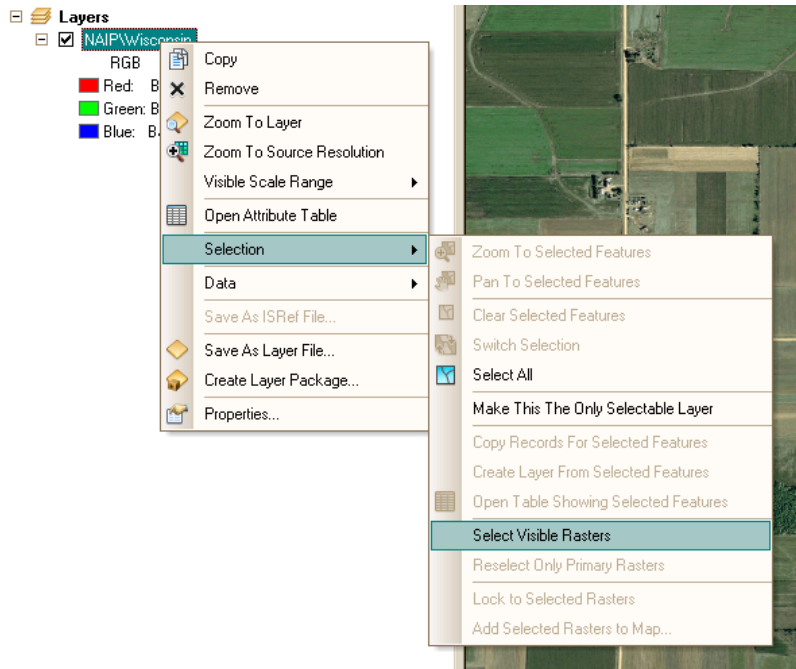 Layers
NAIP\Wisconsin
RGB
Red: B
Green: B
Blue: B
Copy
Remove
Zoom To Layer
Zoom To Source Resolution
Visible Scale Range
Open Attribute Table
Selection
Data
Save As ISRef File...
Save As Layer File...
Create Layer Package...
Properties...
Zoom To Selected Features
Pan To Selected Features
Clear Selected Features
Switch Selection
Select All
Make This The Only Selectable Layer
Copy Records For Selected Features
Create Layer From Selected Features
Open Table Showing Selected Features
Select Visible Rasters
Reselect Only Primary Rasters
Lock to Selected Rasters
Add Selected Rasters to Map...